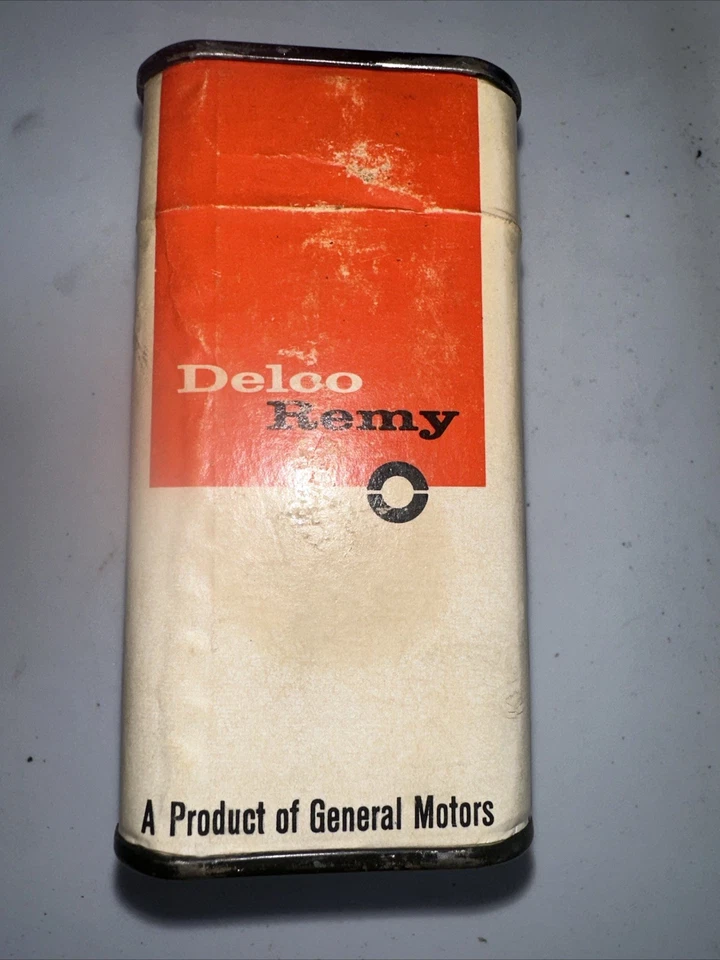 Delco
Remy
A Product of General Motors